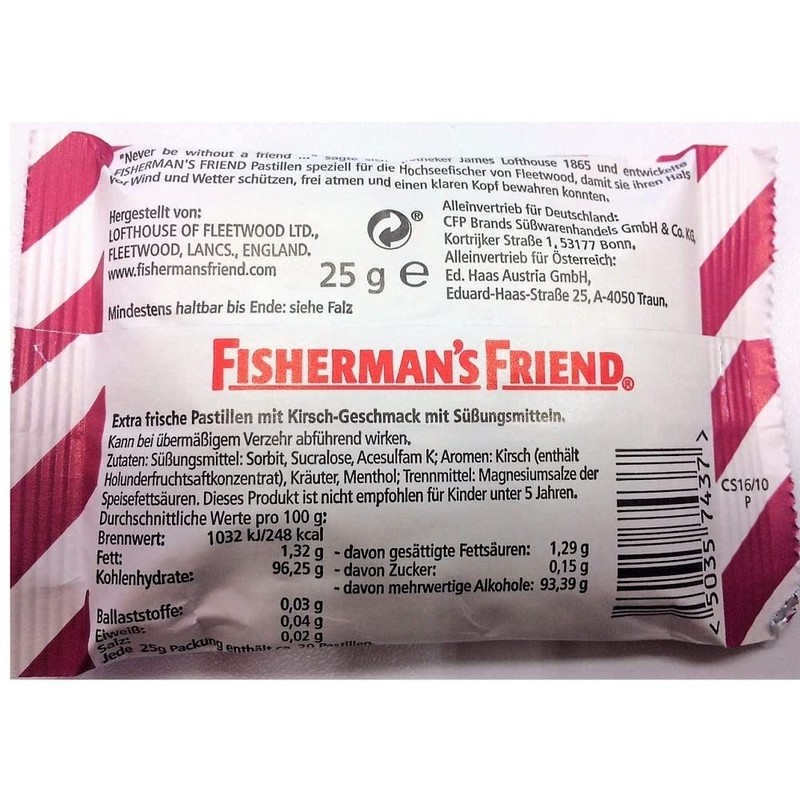 "Never be without a friend ..." sagte James Lofthouse 1865 und entwickelte
FISHERMAN'S FRIEND Pastillen speziell für die Hochseefischer von Fleetwood, damit sie ihren Hals
vor Wind und Wetter schützen, frei atmen und einen klaren Kopf bewahren konnten.
Hergestellt von:
LOFTHOUSE OF FLEETWOOD LTD.,
FLEETWOOD, LANCS., ENGLAND.
www.fishermansfriend.com
®
25 g e
Mindestens haltbar bis Ende: siehe Falz
Alleinvertrieb für Deutschland:
CFP Brands Süßwarenhandels GmbH & Co. KG,
Kortrijker Straße 1, 53177 Bonn,
Alleinvertrieb für Österreich:
Ed. Haas Austria GmbH,
Eduard-Haas-Straße 25, A-4050 Traun.
FISHERMAN'S FRIEND®
Extra frische Pastillen mit Kirsch-Geschmack mit Süßungsmitteln.
Kann bei übermäßigem Verzehr abführend wirken.
Zutaten: Süßungsmittel: Sorbit, Sucralose, Acesulfam K; Aromen: Kirsch (enthält
Holunderfruchtsaftkonzentrat), Kräuter, Menthol; Trennmittel: Magnesiumsalze der
Speisefettsäuren. Dieses Produkt ist nicht empfohlen für Kinder unter 5 Jahren.
Durchschnittliche Werte pro 100 g:
Brennwert: 1032 kJ/248 kcal
Fett: 1,32 g - davon gesättigte Fettsäuren: 1,29 g
Kohlenhydrate: 96,25 g - davon Zucker: 0,15 g
- davon mehrwertige Alkohole: 93,39 g
Ballaststoffe: 0,03 g
Eiweiß: 0,04 g
Salz: 0,02 g
Jede 25g Packung enthält ca. 20 Pastillen.
< 5035 7437 >
CS16/10
P